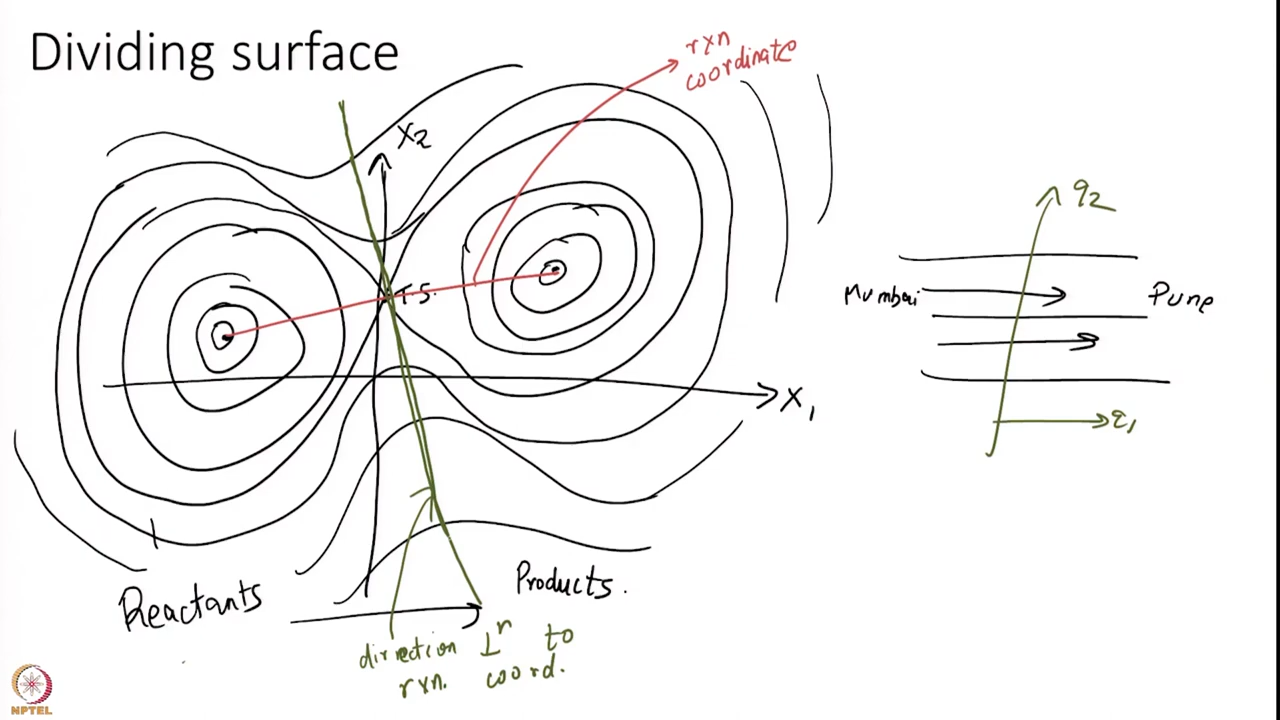 Dividing surface
rxn
coordinate
X2
T.S.
X1
Reactants
Products.
direction ⊥r to
rxn. coord.
q2
Mumbai
Pune
q1
NPTEL